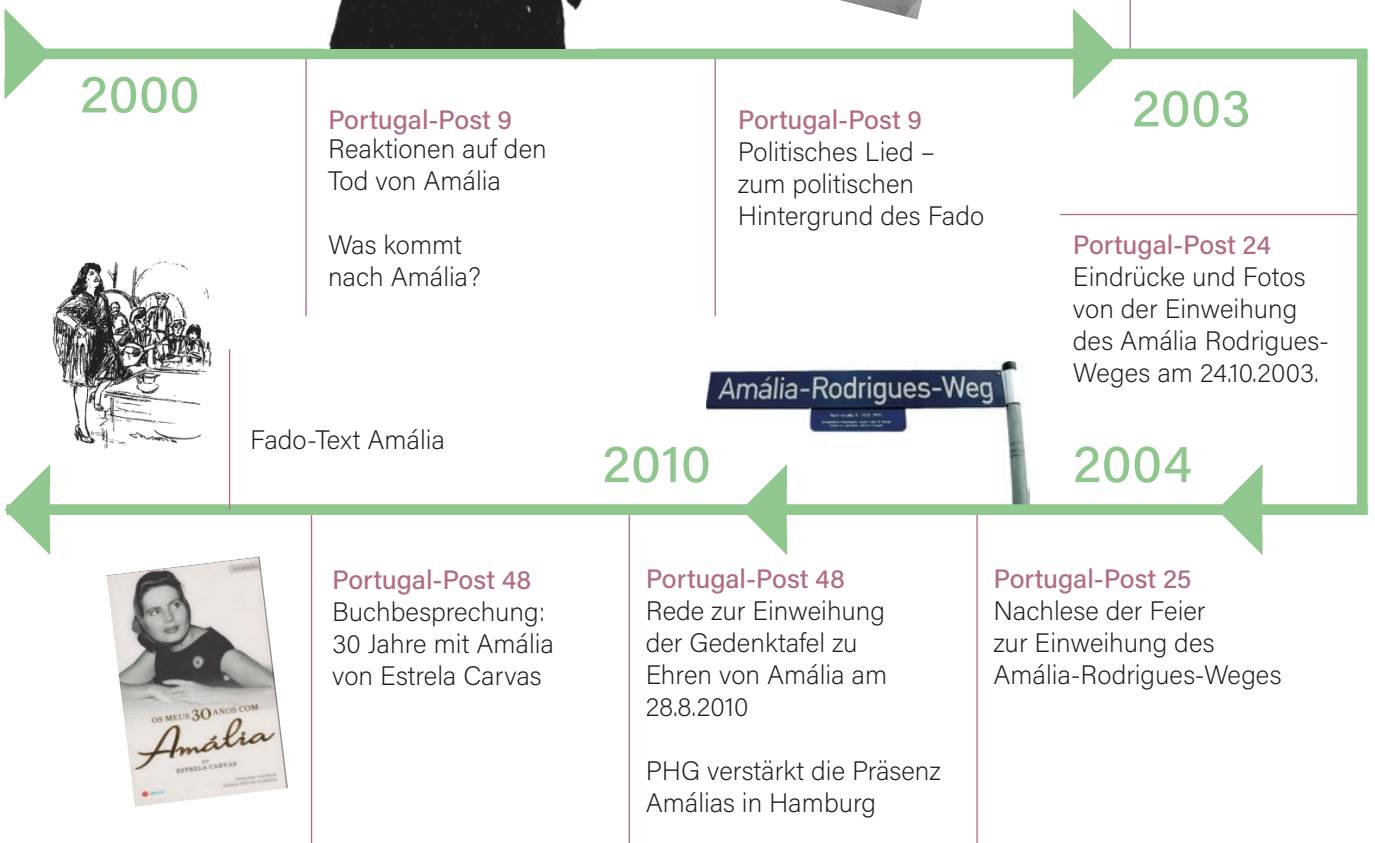 2000
Portugal-Post 9
Reaktionen auf den
Tod von Amália
Was kommt
nach Amália?
Portugal-Post 9
Politisches Lied –
zum politischen
Hintergrund des Fado
2003
Portugal-Post 24
Eindrücke und Fotos
von der Einweihung
des Amália Rodrigues-
Weges am 24.10.2003.
Amália-Rodrigues-Weg
2004
Portugal-Post 25
Nachlese der Feier
zur Einweihung des
Amália-Rodrigues-Weges
2010
Portugal-Post 48
Rede zur Einweihung
der Gedenktafel zu
Ehren von Amália am
28.8.2010
PHG verstärkt die Präsenz
Amálias in Hamburg
Portugal-Post 48
Buchbesprechung:
30 Jahre mit Amália
von Estrela Carvas
Fado-Text Amália
OS MEUS 30 ANOS COM
Amália
por
ESTRELA CARVAS